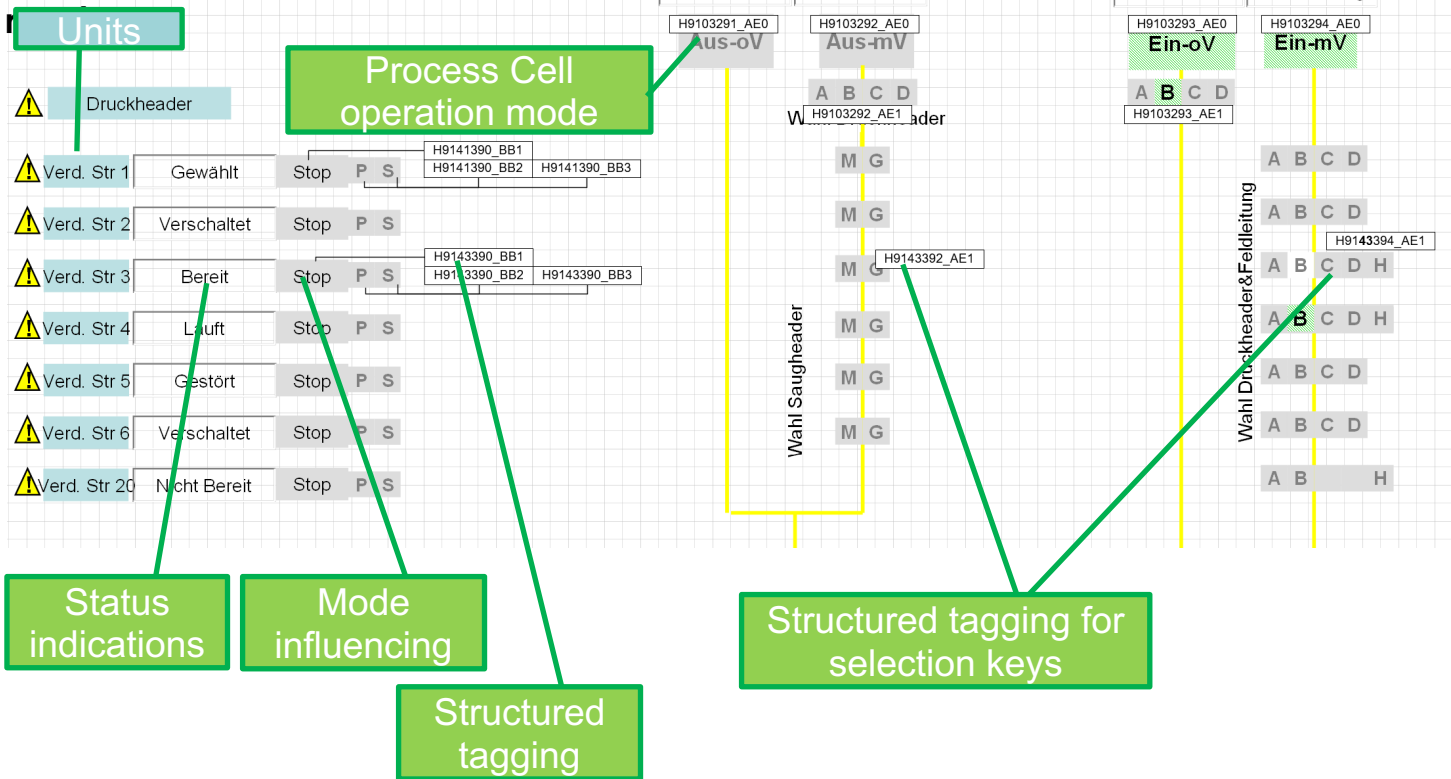 Units
Process Cell
operation mode
H9103291_AE0
H9103292_AE0
H9103293_AE0
H9103294_AE0
Aus-oV
Aus-mV
Ein-oV
Ein-mV
Druckheader
A B C D
A B C D
H9103292_AE1
H9103293_AE1
Verd. Str 1 Gewählt Stop P S
H9141390_BB1
H9141390_BB2 H9141390_BB3
M G
A B C D
Verd. Str 2 Verschaltet Stop P S
M G
A B C D
Verd. Str 3 Bereit Stop P S
H9143390_BB1
H9143390_BB2 H9143390_BB3
M G
H9143392_AE1
H9143394_AE1
A B C D H
Verd. Str 4 Läuft Stop P S
M G
A B C D H
Verd. Str 5 Gestört Stop P S
M G
A B C D
Verd. Str 6 Verschaltet Stop P S
M G
A B C D
Verd. Str 20 Nicht Bereit Stop P S
A B H
Wahl Saugheader
Wahl Druckheader&Feldleitung
Status
indications
Mode
influencing
Structured
tagging
Structured tagging for
selection keys